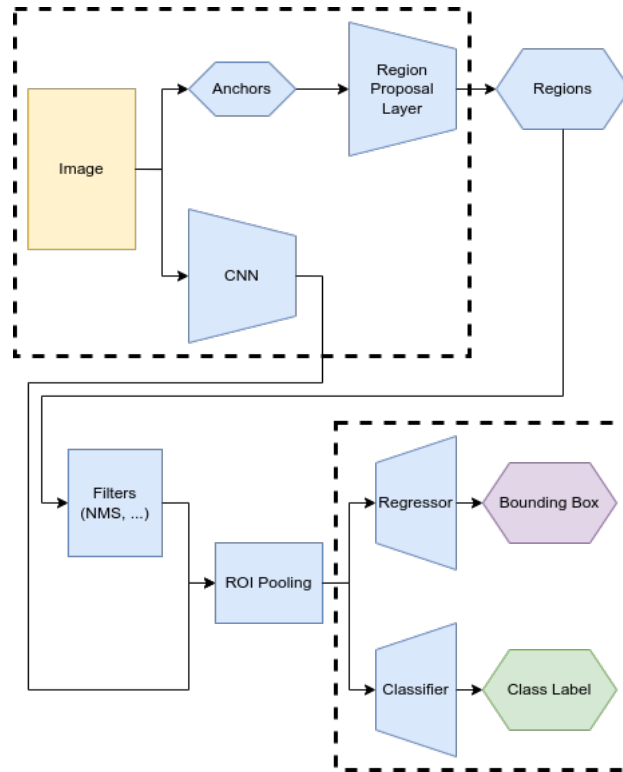 Image
Anchors
Region
Proposal
Layer
Regions
CNN
Filters
(NMS, ...)
ROI Pooling
Regressor
Bounding Box
Classifier
Class Label